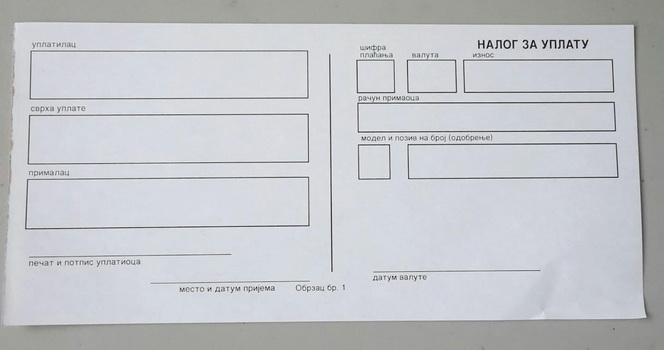 уплатилац
сврха уплате
прималац
печат и потпис уплатиоца
место и датум пријема
Образац бр. 1
НАЛОГ ЗА УПЛАТУ
шифра
плаћања
валута
износ
рачун примаоца
модел и позив на број (одобрење)
датум валуте